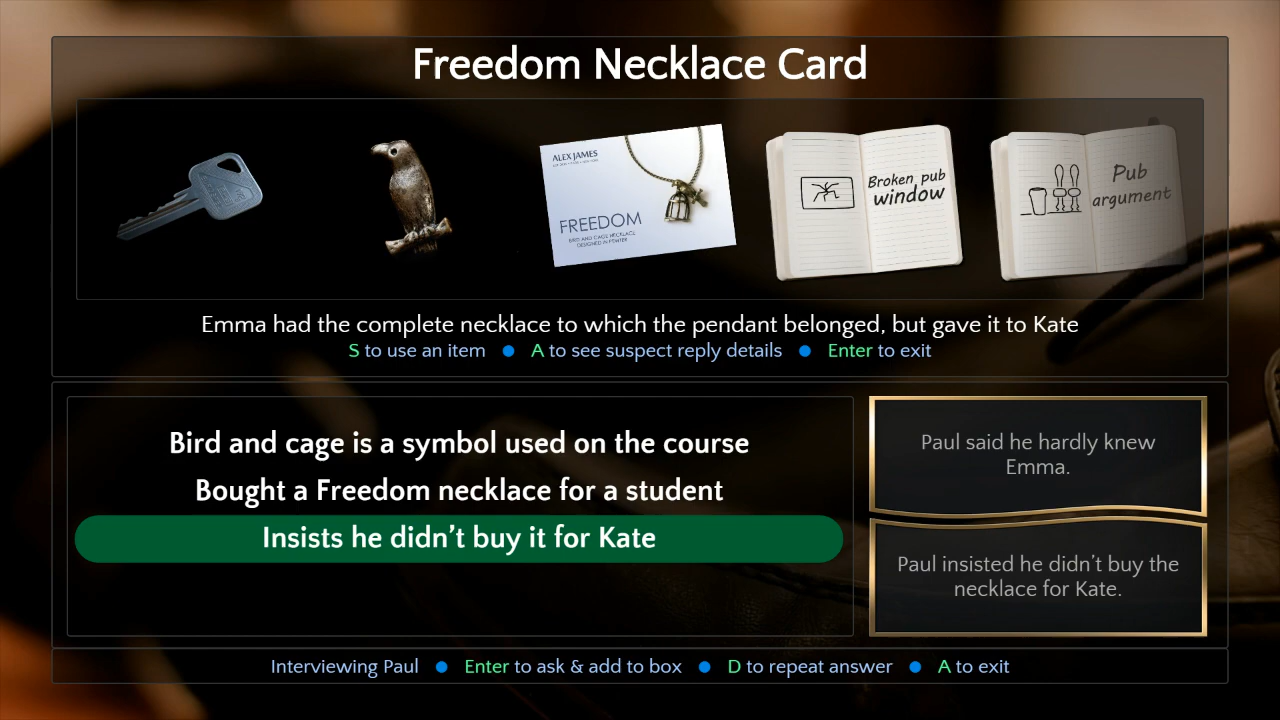 Freedom Necklace Card
ALEX JAMES
FREEDOM
BIRD AND CAGE NECKLACE
DESIGNED IN PEWTER
Broken pub
window
Pub
argument
Emma had the complete necklace to which the pendant belonged, but gave it to Kate
S to use an item ● A to see suspect reply details ● Enter to exit
Bird and cage is a symbol used on the course
Bought a Freedom necklace for a student
Insists he didn’t buy it for Kate
Paul said he hardly knew
Emma.
Paul insisted he didn’t buy the
necklace for Kate.
Interviewing Paul ● Enter to ask & add to box ● D to repeat answer ● A to exit